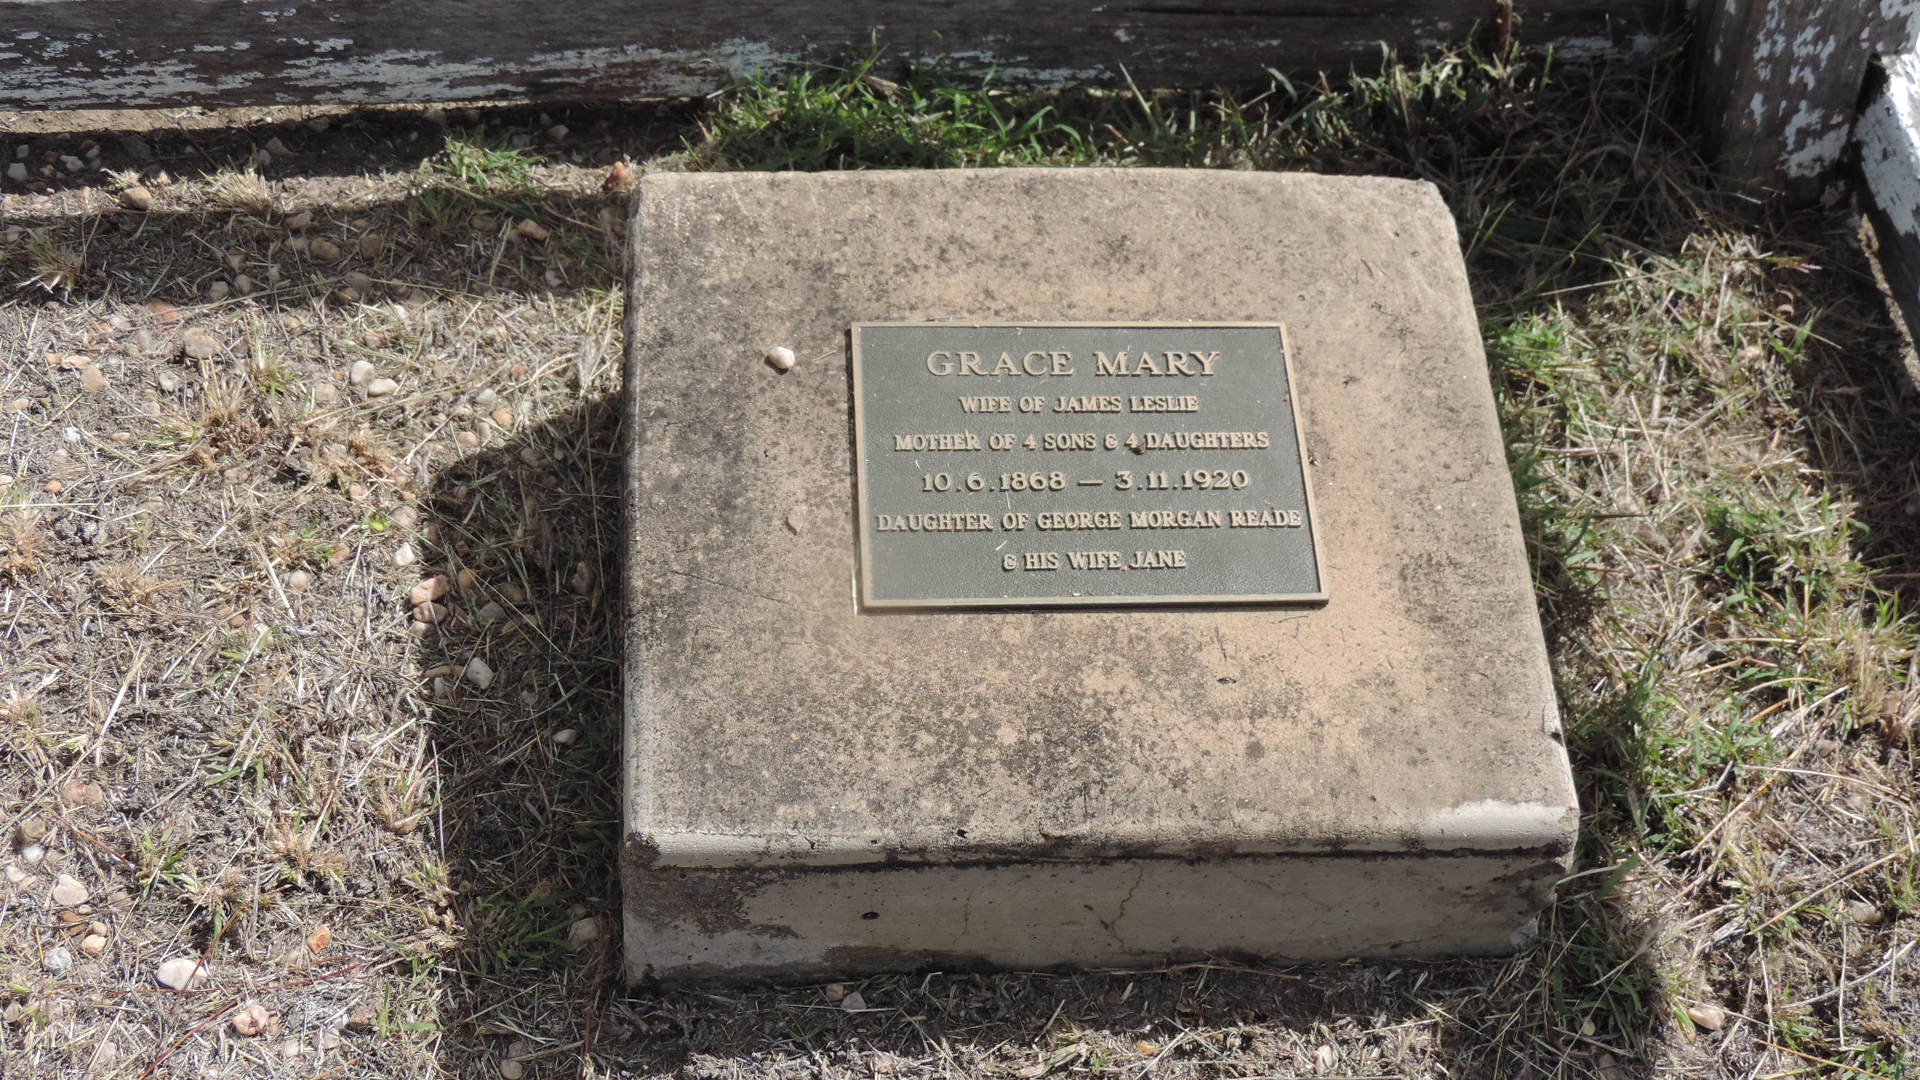 GRACE MARY
WIFE OF JAMES LESLIE
MOTHER OF 4 SONS & 4 DAUGHTERS
10.6.1868 — 3.11.1920
DAUGHTER OF GEORGE MORGAN READE
& HIS WIFE JANE